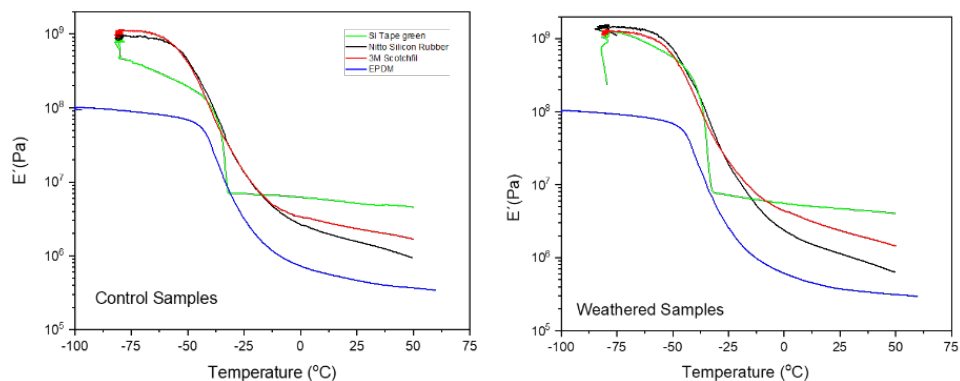 10⁹
10⁸
10⁷
10⁶
10⁵
E´(Pa)
Si Tape green
Nitto Silicon Rubber
3M Scotchfil
EPDM
Control Samples
-100 -75 -50 -25 0 25 50 75
Temperature (°C)
10⁹
10⁸
10⁷
10⁶
10⁵
E´(Pa)
Weathered Samples
-100 -75 -50 -25 0 25 50 75
Temperature (°C)